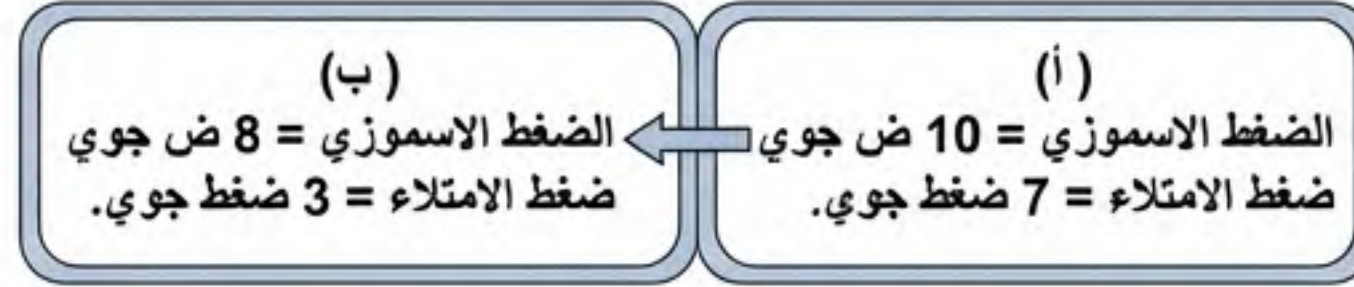 ( أ )
الضغط الاسموزي = 10 ض جوي
ضغط الامتلاء = 7 ضغط جوي.
( ب )
الضغط الاسموزي = 8 ض جوي
ضغط الامتلاء = 3 ضغط جوي.